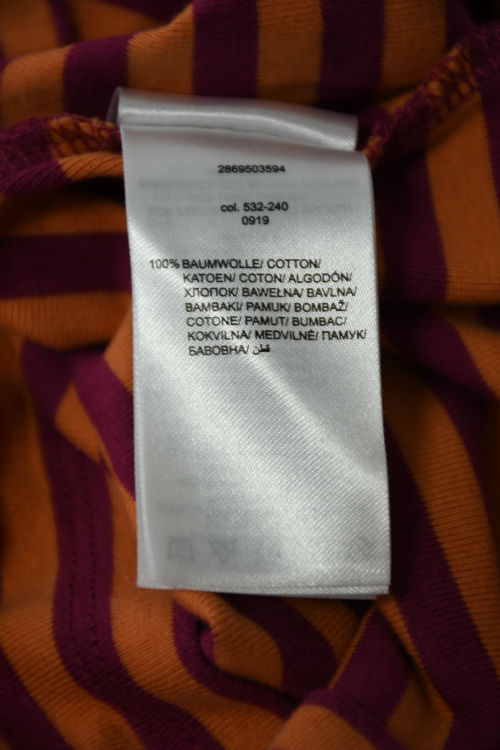 2869503594
col. 532-240
0919
100% BAUMWOLLE/ COTTON/
KATOEN/ COTON/ ALGODÓN/
ХЛОПОК/ BAWEŁNA/ BAVLNA/
BAMBAKI/ PAMUK/ BOMBAŽ/
COTONE/ PAMUT/ BUMBAC/
KOKVILNA/ MEDVILNĖ/ ПАМУК/
БАВОВНА/ قطن